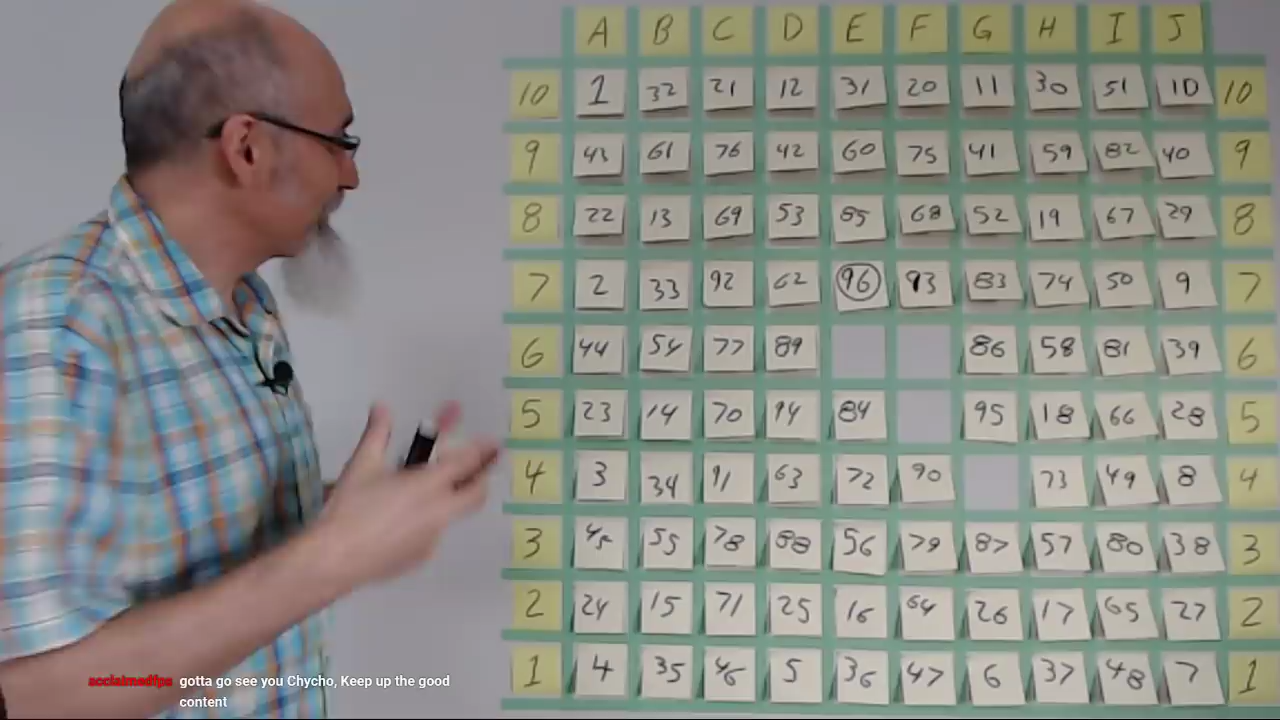 A B C D E F G H I J
10 1 32 21 12 31 20 11 30 51 10 10
9 43 61 76 42 60 75 41 59 82 40 9
8 22 13 69 53 85 68 52 19 67 29 8
7 2 33 92 62 96 93 83 74 50 9 7
6 44 54 77 89 86 58 81 39 6
5 23 14 70 94 84 95 18 66 28 5
4 3 34 91 63 72 90 73 49 8 4
3 45 55 78 88 56 79 87 57 80 38 3
2 24 15 71 25 16 64 26 17 65 27 2
1 4 35 46 5 36 47 6 37 48 7 1
acclaimedfps gotta go see you Chycho, Keep up the good
content